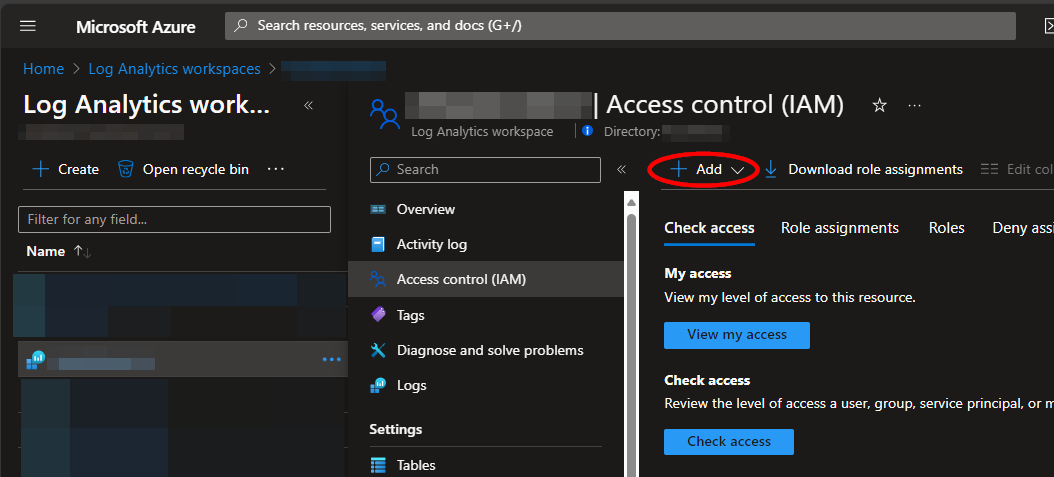 Microsoft Azure
Search resources, services, and docs (G+/)
Home > Log Analytics workspaces >
Log Analytics work... «
+ Create Open recycle bin ...
Filter for any field...
Name ↑↓
...
| Access control (IAM) ☆ ...
Log Analytics workspace | Directory:
Search «
Overview
Activity log
Access control (IAM)
Tags
Diagnose and solve problems
Logs
Settings
Tables
+ Add Download role assignments Edit col
Check access Role assignments Roles Deny assi
My access
View my level of access to this resource.
View my access
Check access
Review the level of access a user, group, service principal, or m
Check access